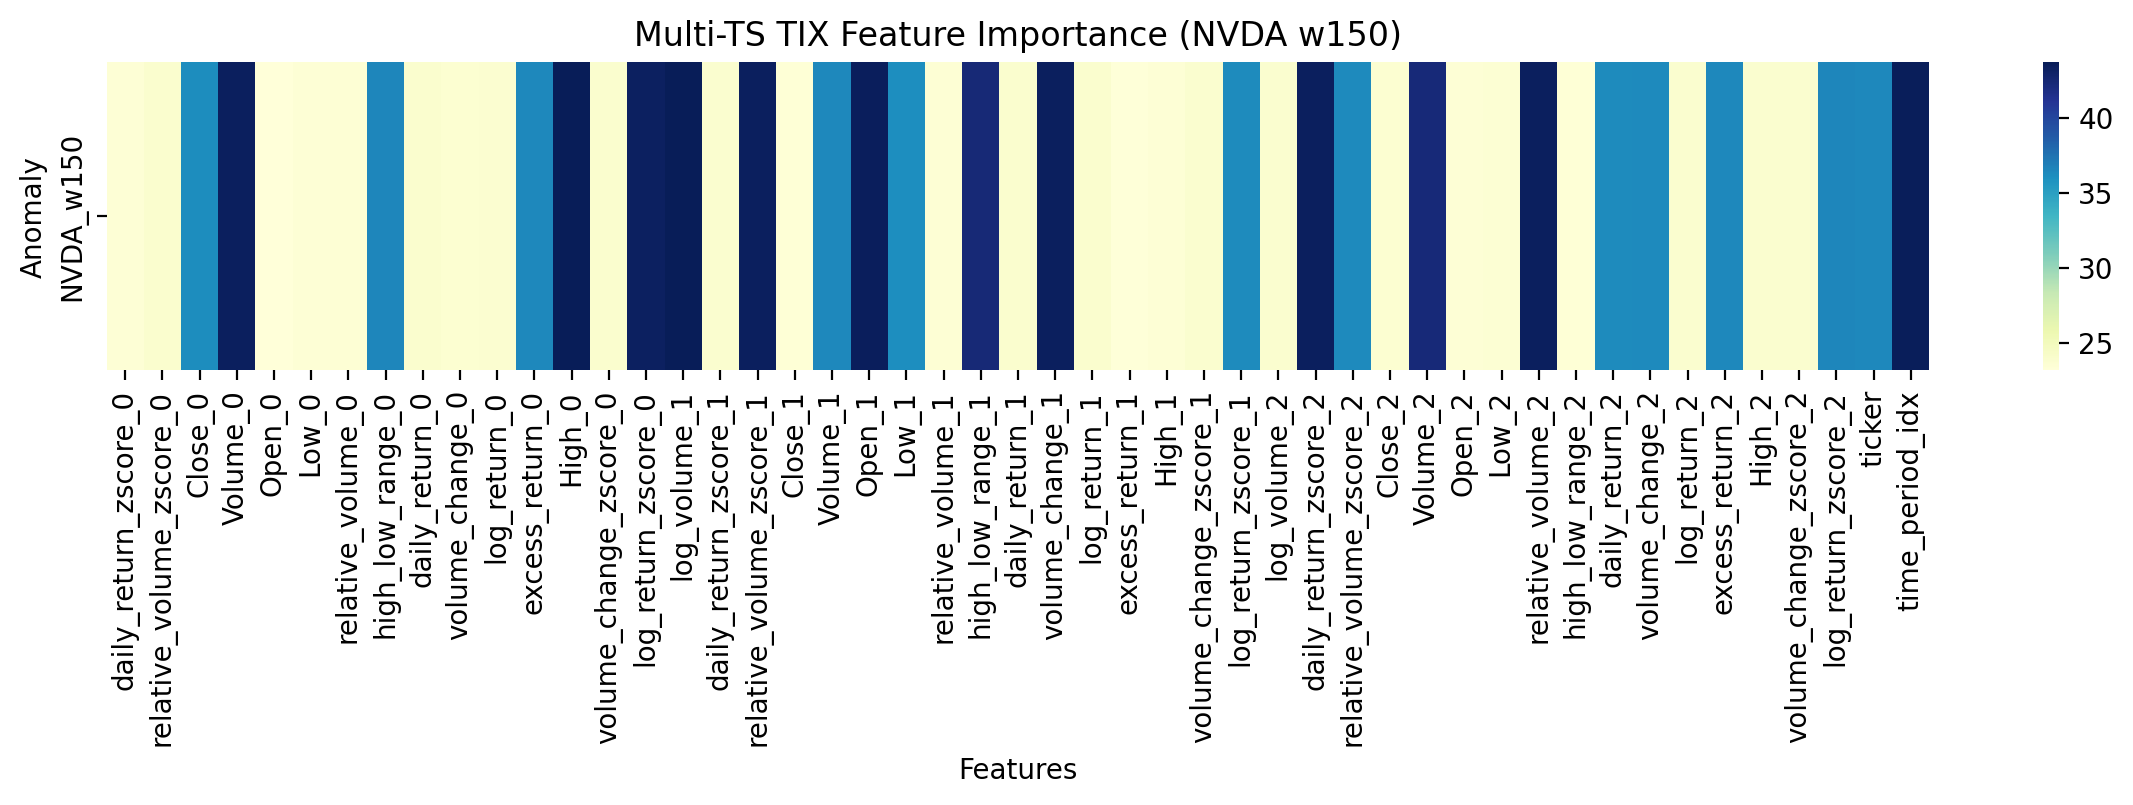 Multi-TS TIX Feature Importance (NVDA w150)
Anomaly
NVDA_w150
40
35
30
25
daily_return_zscore_0
relative_volume_zscore_0
Close_0
Volume_0
Open_0
Low_0
relative_volume_0
high_low_range_0
daily_return_0
volume_change_0
log_return_0
excess_return_0
High_0
volume_change_zscore_0
log_return_zscore_0
log_volume_1
daily_return_zscore_1
relative_volume_zscore_1
Close_1
Volume_1
Open_1
Low_1
relative_volume_1
high_low_range_1
daily_return_1
volume_change_1
log_return_1
excess_return_1
High_1
volume_change_zscore_1
log_return_zscore_1
log_volume_2
daily_return_zscore_2
relative_volume_zscore_2
Close_2
Volume_2
Open_2
Low_2
relative_volume_2
high_low_range_2
daily_return_2
volume_change_2
log_return_2
excess_return_2
High_2
volume_change_zscore_2
log_return_zscore_2
ticker
time_period_idx
Features